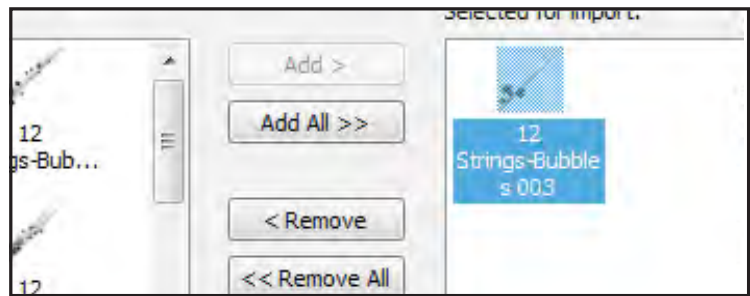 Selected for import:
12
gs-Bub...
12
Add >
Add All >>
< Remove
<< Remove All
12
Strings-Bubble
s 003